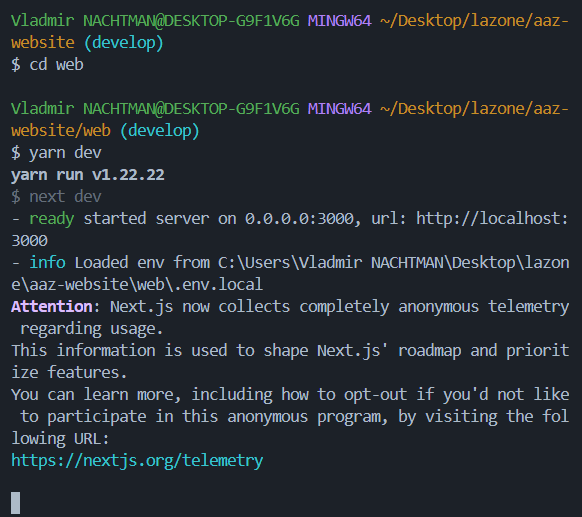 Vladmir NACHTMAN@DESKTOP-G9F1V6G MINGW64 ~/Desktop/lazone/aaz-
website (develop)
$ cd web
Vladmir NACHTMAN@DESKTOP-G9F1V6G MINGW64 ~/Desktop/lazone/aaz-
website/web (develop)
$ yarn dev
yarn run v1.22.22
$ next dev
- ready started server on 0.0.0.0:3000, url: http://localhost:
3000
- info Loaded env from C:\Users\Vladmir NACHTMAN\Desktop\lazon
e\aaz-website\web\.env.local
Attention: Next.js now collects completely anonymous telemetry
 regarding usage.
This information is used to shape Next.js' roadmap and priorit
ize features.
You can learn more, including how to opt-out if you'd not like
 to participate in this anonymous program, by visiting the fol
lowing URL:
https://nextjs.org/telemetry